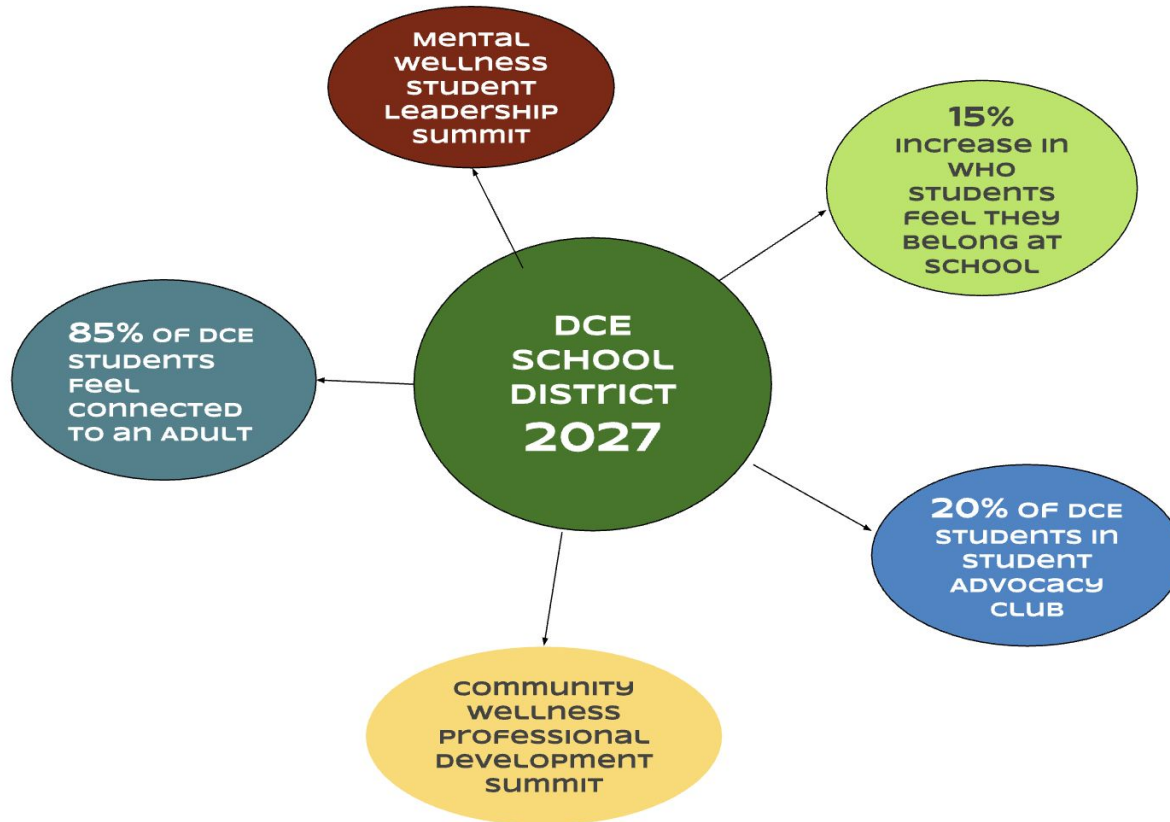 Mental
Wellness
Student
Leadership
Summit
15%
increase in
who
students
feel they
belong at
school
85% of DCE
students
feel
connected
to an adult
DCE
School
District
2027
20% of DCE
students in
student
advocacy
club
Community
Wellness
Professional
Development
Summit